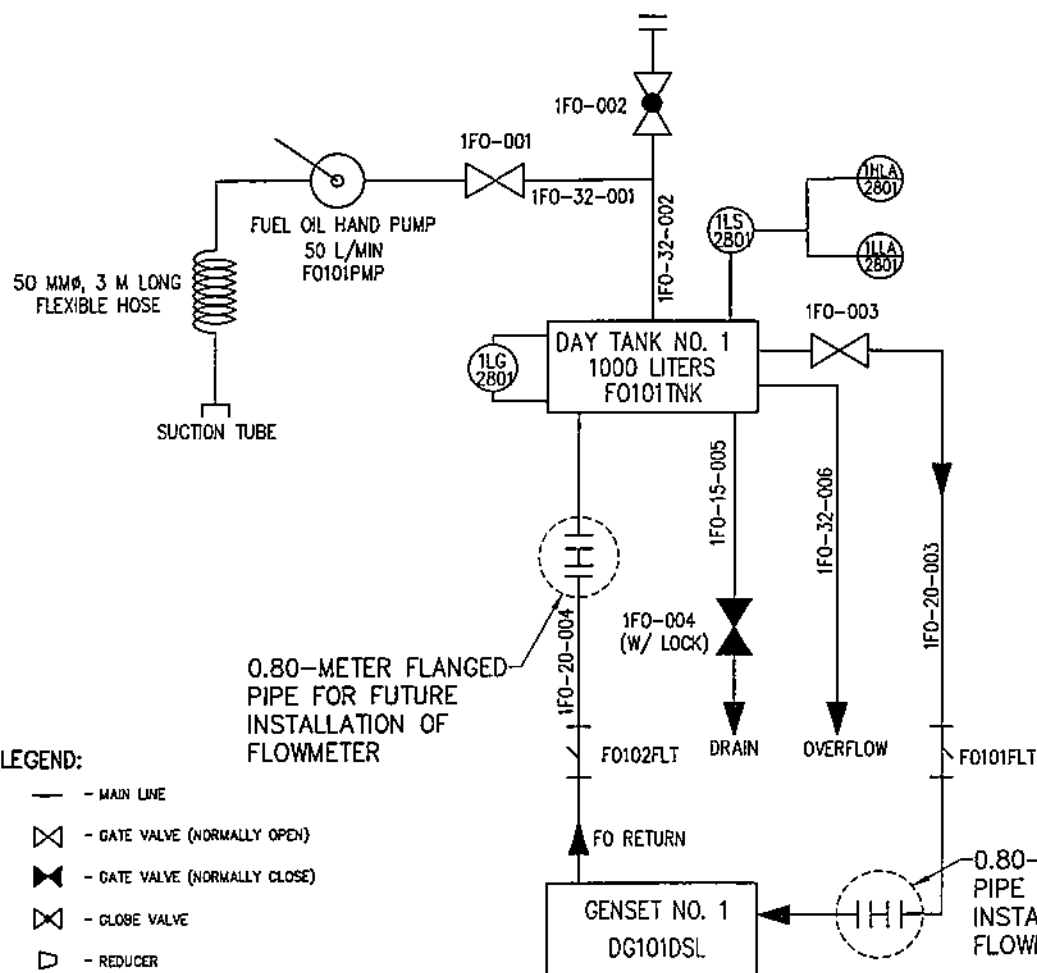 1FO-002
1FO-001
1FO-32-001
1FO-32-002
FUEL OIL HAND PUMP
50 L/MIN
FO101PMP
50 MMø, 3 M LONG
FLEXIBLE HOSE
SUCTION TUBE
1HLA
2801
1LS
2801
1LLA
2801
1FO-003
1LG
2801
DAY TANK NO. 1
1000 LITERS
FO101TNK
1FO-15-005
1FO-32-006
1FO-20-003
1FO-20-004
1FO-004
(W/ LOCK)
0.80-METER FLANGED
PIPE FOR FUTURE
INSTALLATION OF
FLOWMETER
FO102FLT
DRAIN
OVERFLOW
FO101FLT
FO RETURN
GENSET NO. 1
DG101DSL
0.80-
PIPE
INSTA
FLOW
LEGEND:
- MAIN LINE
- GATE VALVE (NORMALLY OPEN)
- GATE VALVE (NORMALLY CLOSE)
- GLOBE VALVE
- REDUCER